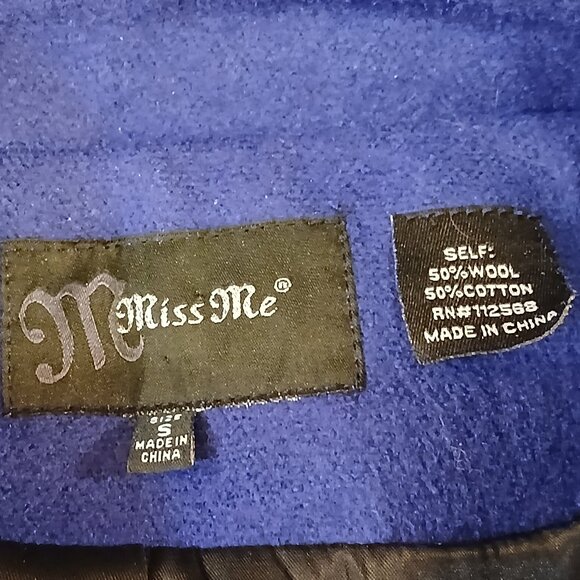 M Miss Me®
SIZE
S
MADE IN
CHINA
SELF:
50%WOOL
50%COTTON
RN#112568
MADE IN CHINA